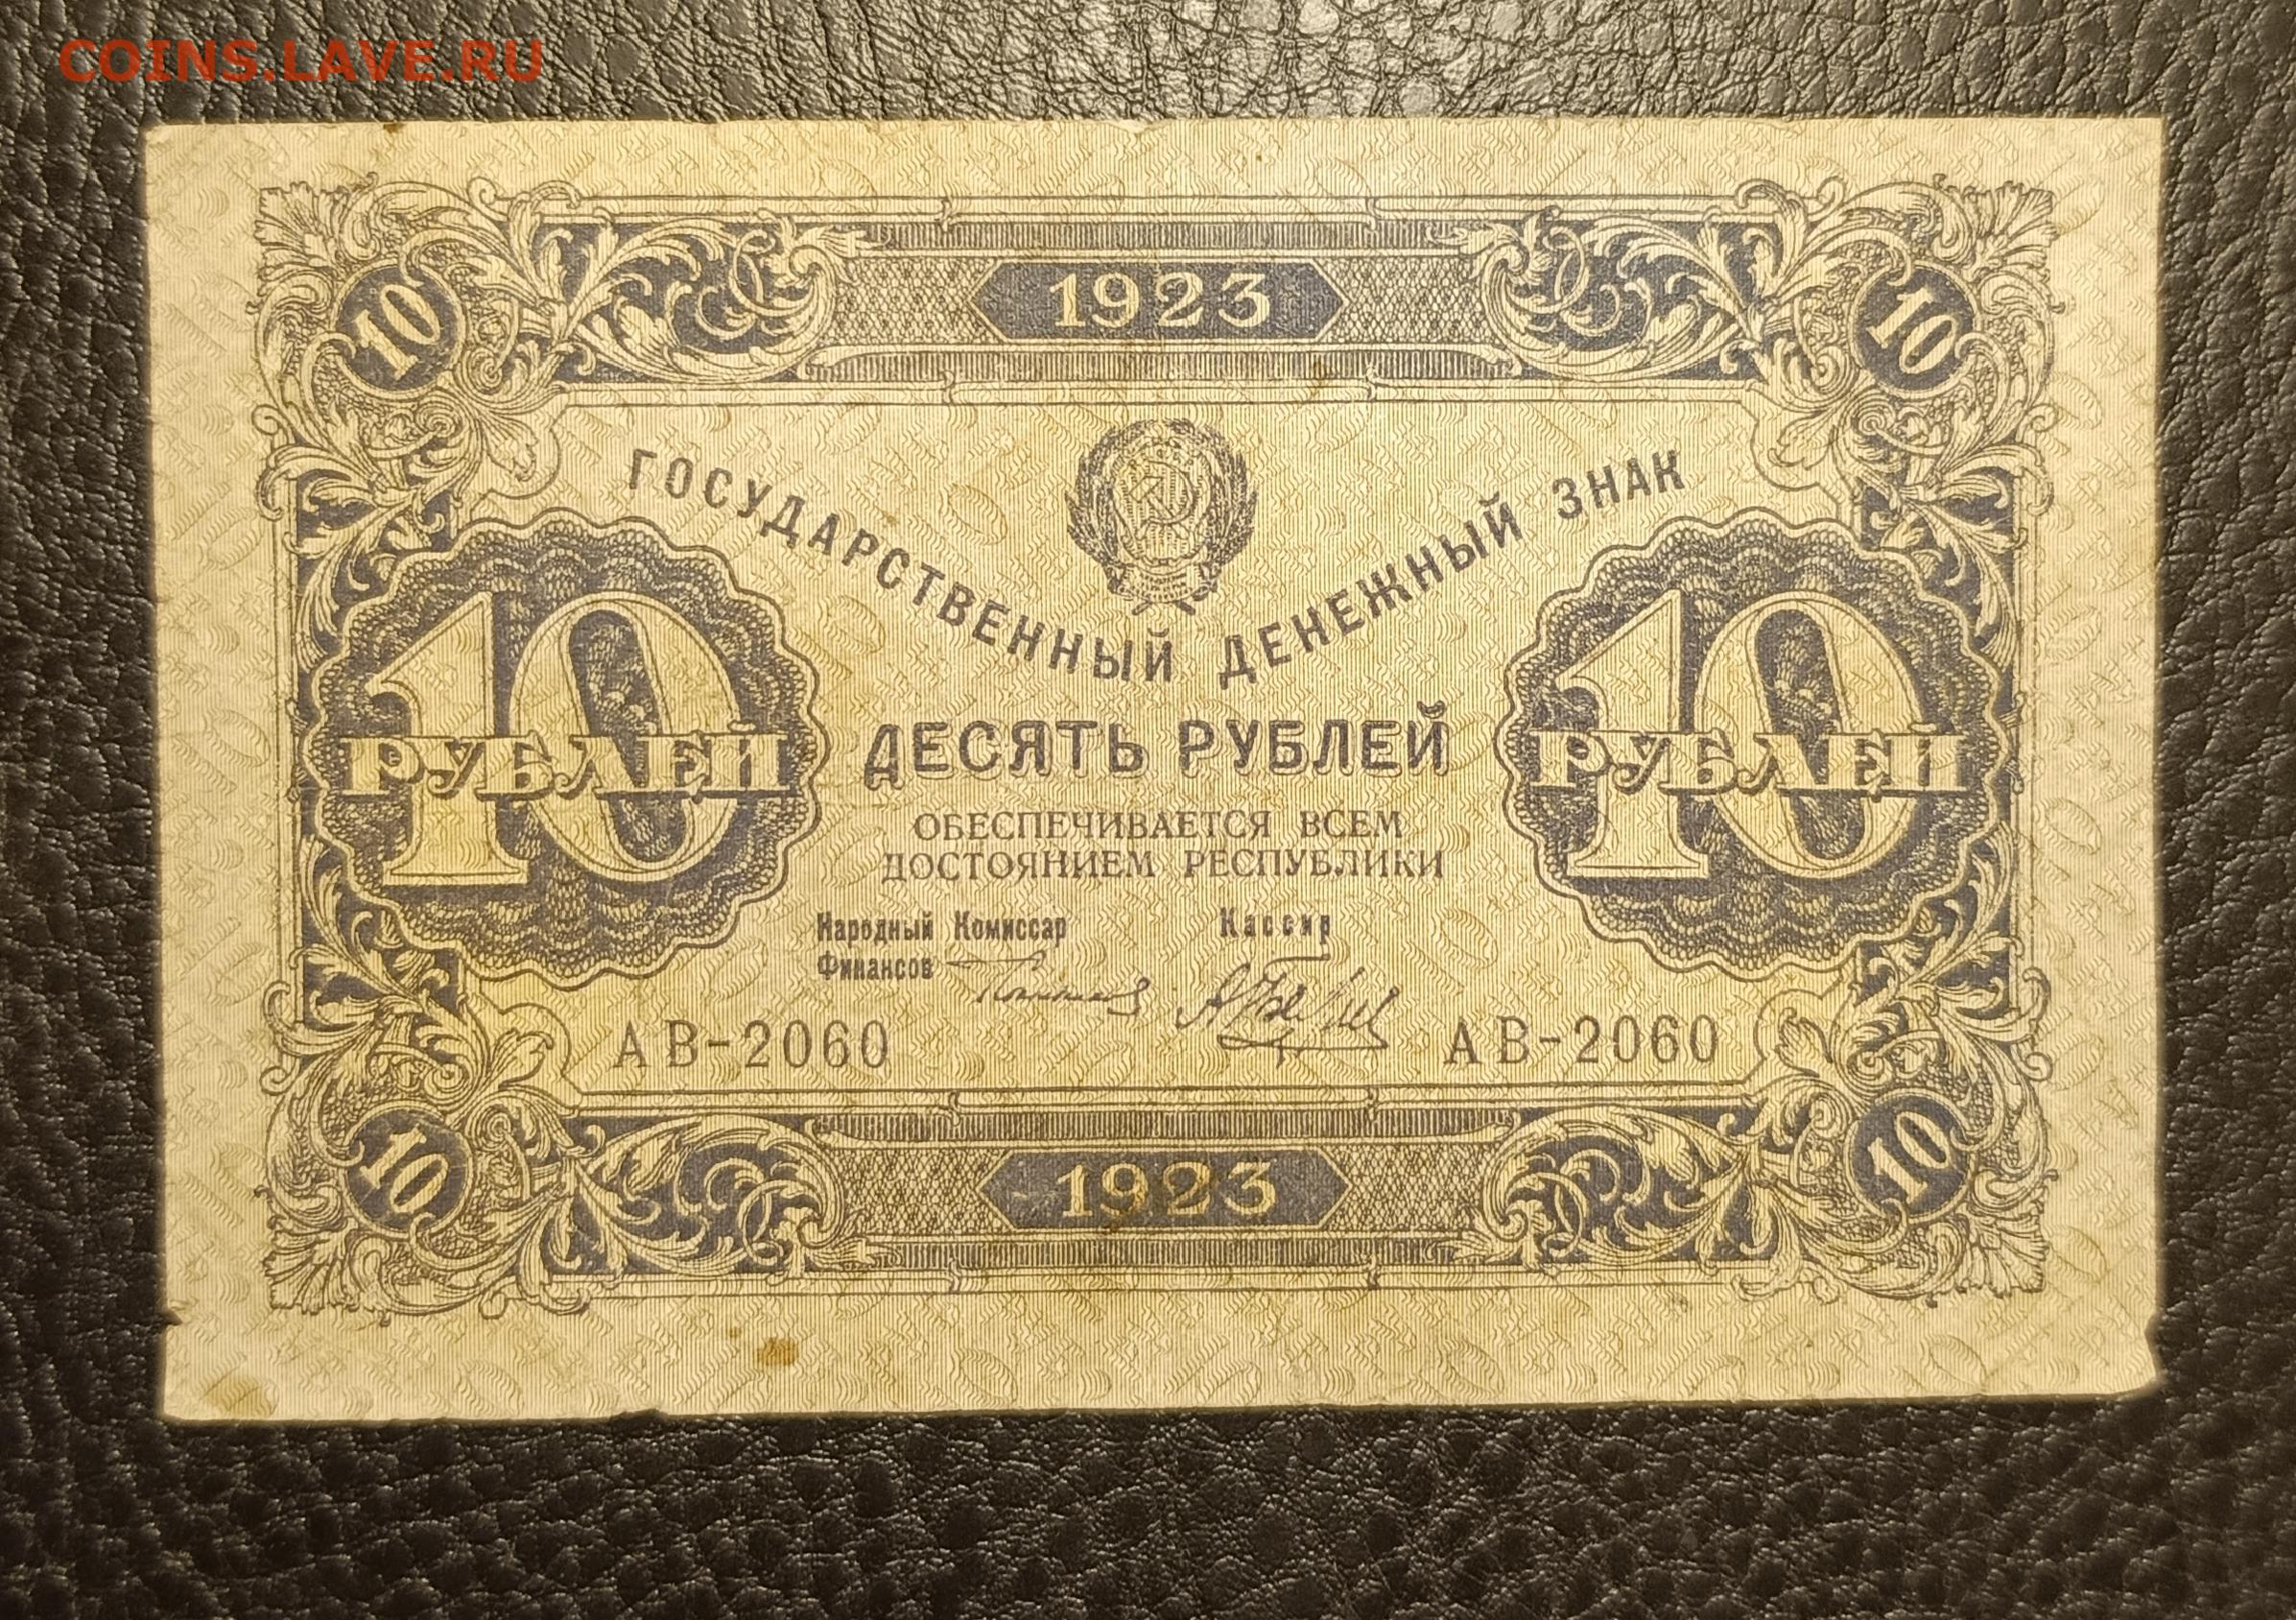 COINS.LAVE.RU
1923
10 10
ГОСУДАРСТВЕННЫЙ ДЕНЕЖНЫЙ ЗНАК
10 РУБЛЕЙ
10 РУБЛЕЙ
ДЕСЯТЬ РУБЛЕЙ
ОБЕСПЕЧИВАЕТСЯ ВСЕМ
ДОСТОЯНИЕМ РЕСПУБЛИКИ
Народный Комиссар
Финансов
Кассир
АВ-2060 АВ-2060
10 10
1923